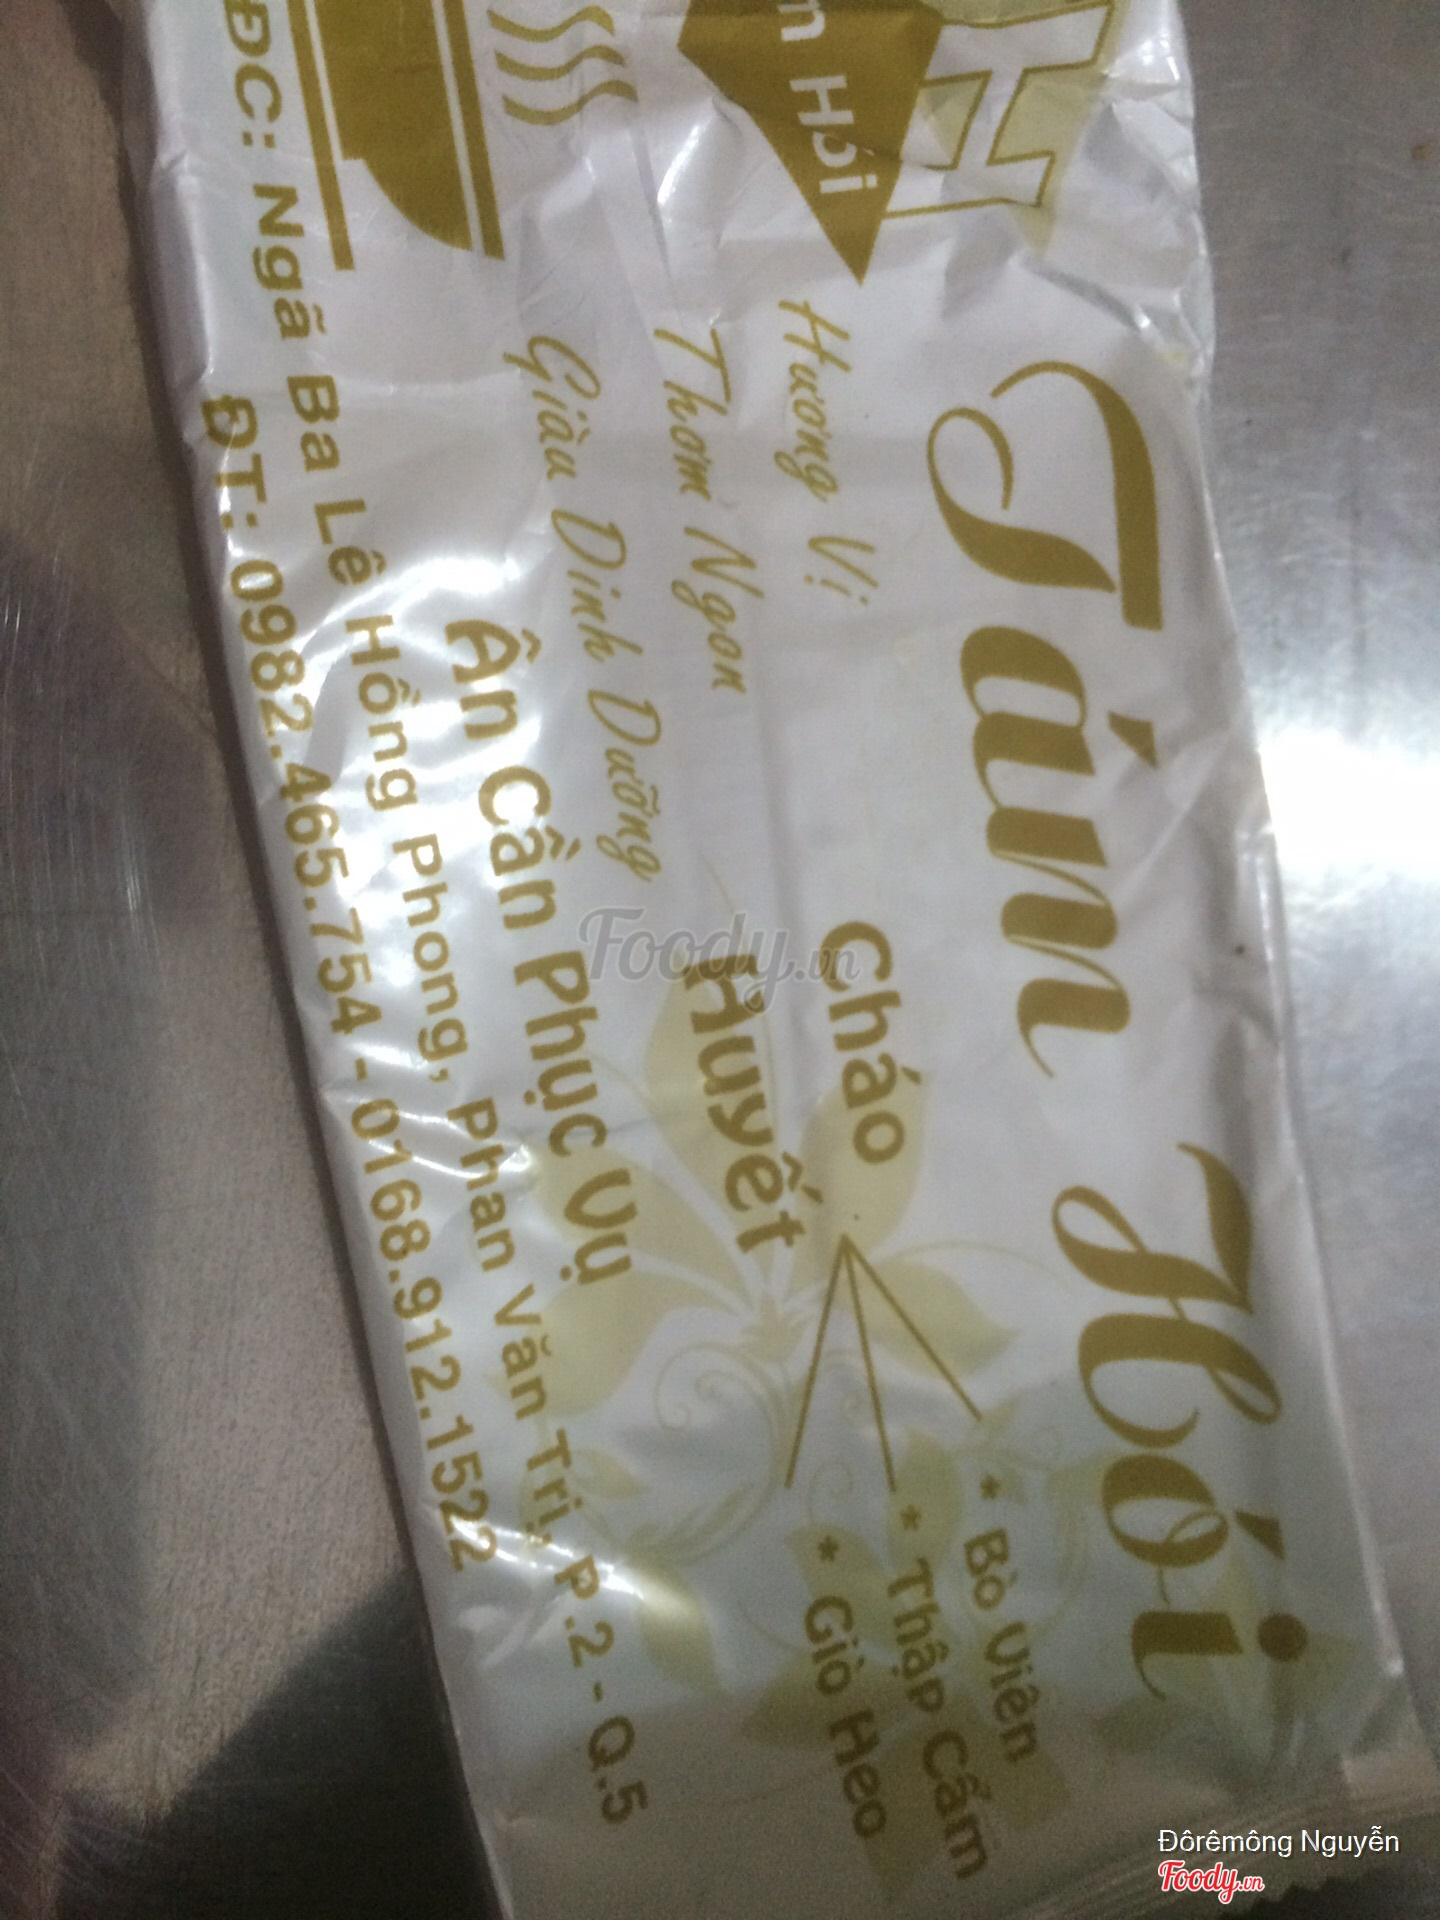 H
m Hói
Tám Hói
Hương Vị
Thơm Ngon
Giàu Dinh Dưỡng
Cháo
Huyết
* Bò Viên
* Thập Cẩm
* Giò Heo
Ân Cần Phục Vụ
ĐC: Ngã Ba Lê Hồng Phong, Phan Văn Trị, P.2 - Q.5
ĐT: 0982.465.754 - 0168.912.1522
Foody.vn
Đôrêmông Nguyễn
Foody.vn